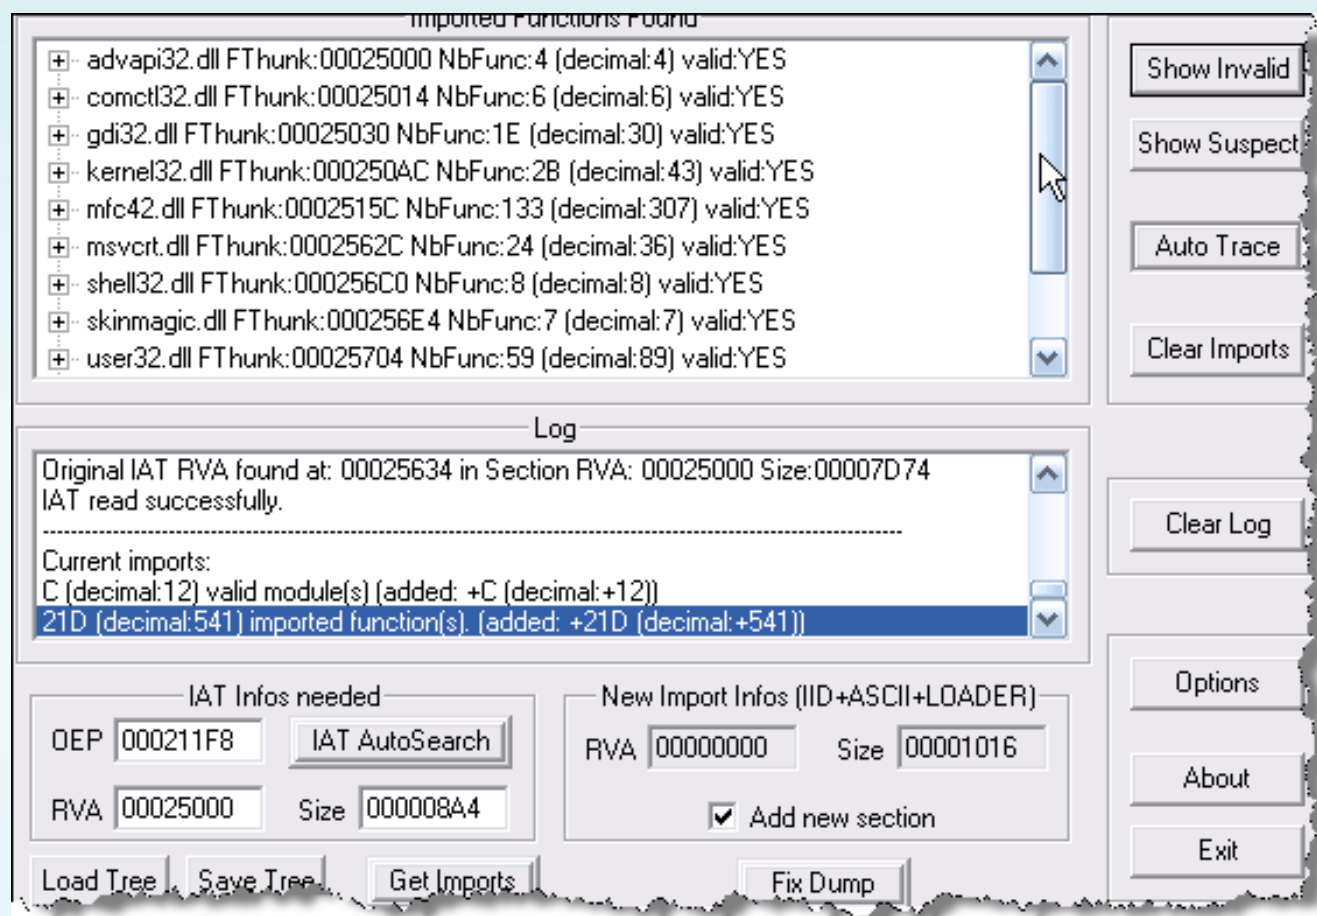 Imported Functions Found
advapi32.dll FThunk:00025000 NbFunc:4 (decimal:4) valid:YES
comctl32.dll FThunk:00025014 NbFunc:6 (decimal:6) valid:YES
gdi32.dll FThunk:00025030 NbFunc:1E (decimal:30) valid:YES
kernel32.dll FThunk:000250AC NbFunc:2B (decimal:43) valid:YES
mfc42.dll FThunk:0002515C NbFunc:133 (decimal:307) valid:YES
msvcrt.dll FThunk:0002562C NbFunc:24 (decimal:36) valid:YES
shell32.dll FThunk:000256C0 NbFunc:8 (decimal:8) valid:YES
skinmagic.dll FThunk:000256E4 NbFunc:7 (decimal:7) valid:YES
user32.dll FThunk:00025704 NbFunc:59 (decimal:89) valid:YES
Show Invalid
Show Suspect
Auto Trace
Clear Imports
Log
Original IAT RVA found at: 00025634 in Section RVA: 00025000 Size:00007D74
IAT read successfully.
---------------------------------------------------------------------------
Current imports:
C (decimal:12) valid module(s) (added: +C (decimal:+12))
21D (decimal:541) imported function(s). (added: +21D (decimal:+541))
Clear Log
IAT Infos needed
OEP 000211F8 IAT AutoSearch
RVA 00025000 Size 000008A4
New Import Infos (IID+ASCII+LOADER)
RVA 00000000 Size 00001016
Add new section
Options
About
Exit
Load Tree Save Tree Get Imports Fix Dump